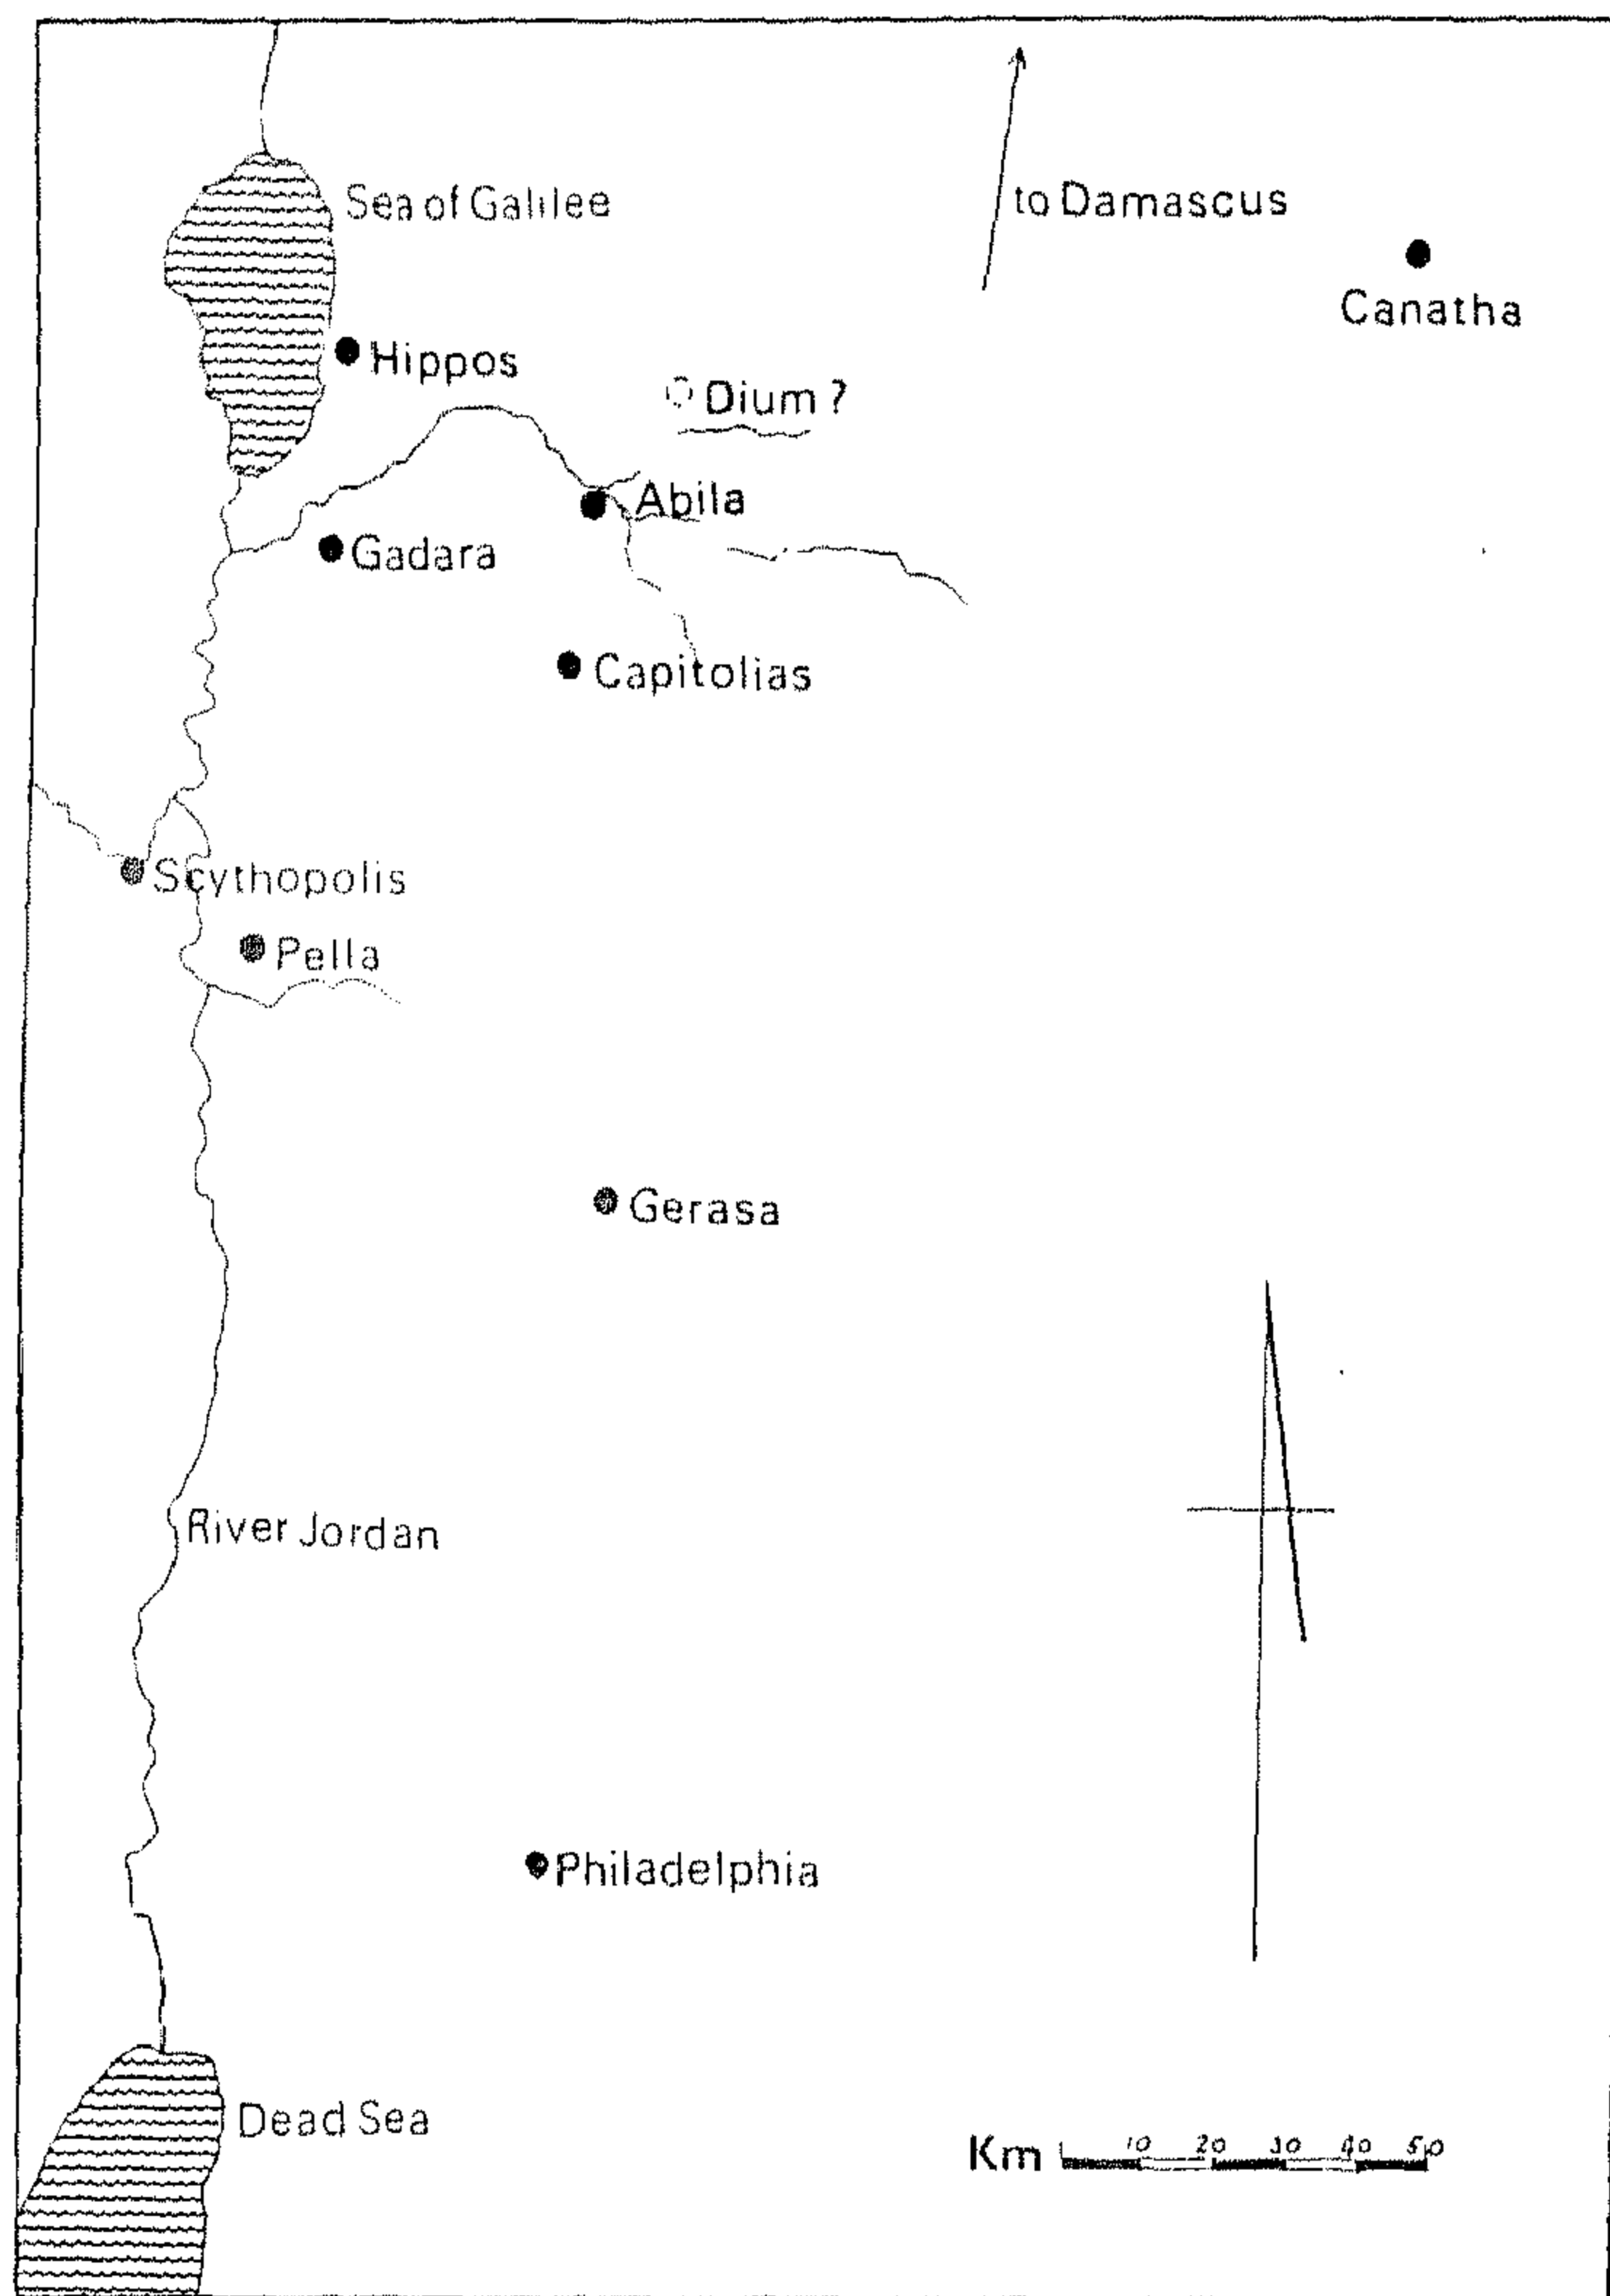 Sea of Galilee
to Damascus
Canatha
Hippos
Dium ?
Abila
Gadara
Capitolias
Scythopolis
Pella
Gerasa
River Jordan
Philadelphia
Dead Sea
Km 10 20 30 40 50